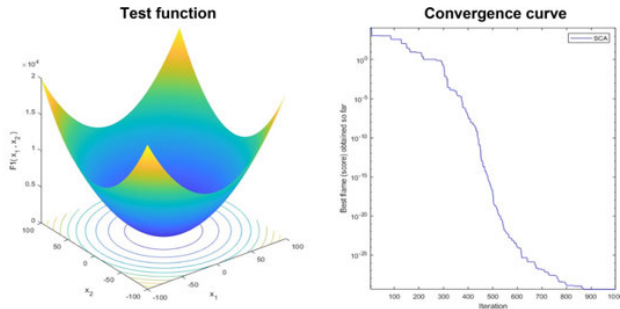 Test function
× 10⁴
2
1.5
1
0.5
0
F1( x₁ , x₂ )
100
50
0
-50
-100
x₂
-100
-50
0
50
100
x₁
Convergence curve
SCA
10⁰
10⁻⁵
10⁻¹⁰
10⁻¹⁵
10⁻²⁰
10⁻²⁵
Best flame (score) obtained so far
100 200 300 400 500 600 700 800 900 1000
Iteration